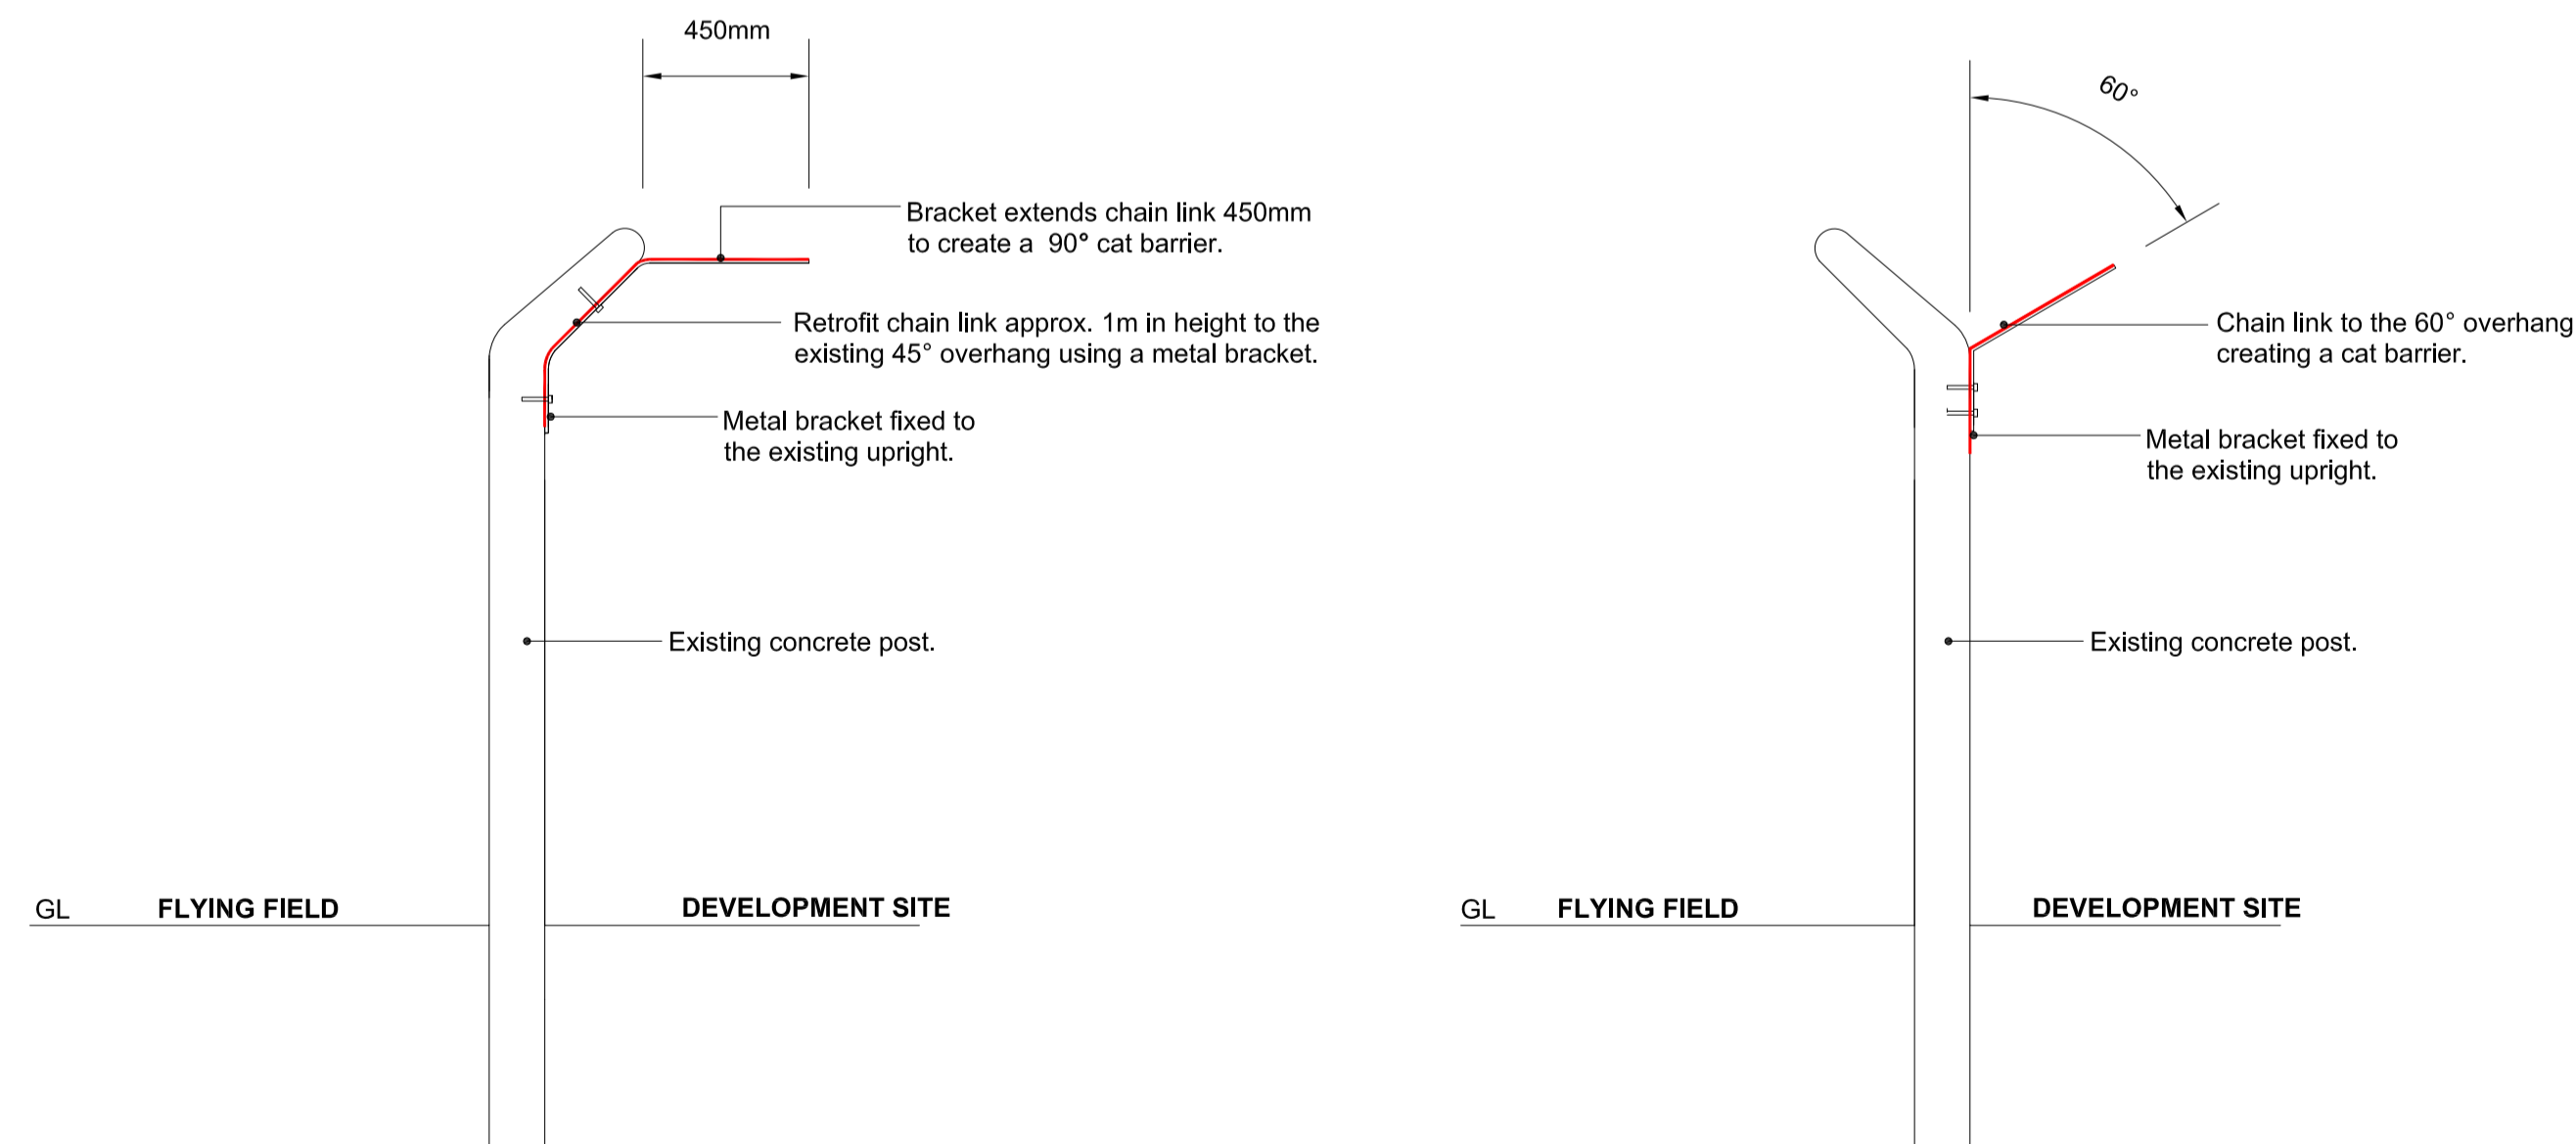 450mm
Bracket extends chain link 450mm
to create a 90° cat barrier.
Retrofit chain link approx. 1m in height to the
existing 45° overhang using a metal bracket.
Metal bracket fixed to
the existing upright.
Existing concrete post.
GL FLYING FIELD DEVELOPMENT SITE
60°
Chain link to the 60° overhang
creating a cat barrier.
Metal bracket fixed to
the existing upright.
Existing concrete post.
GL FLYING FIELD DEVELOPMENT SITE